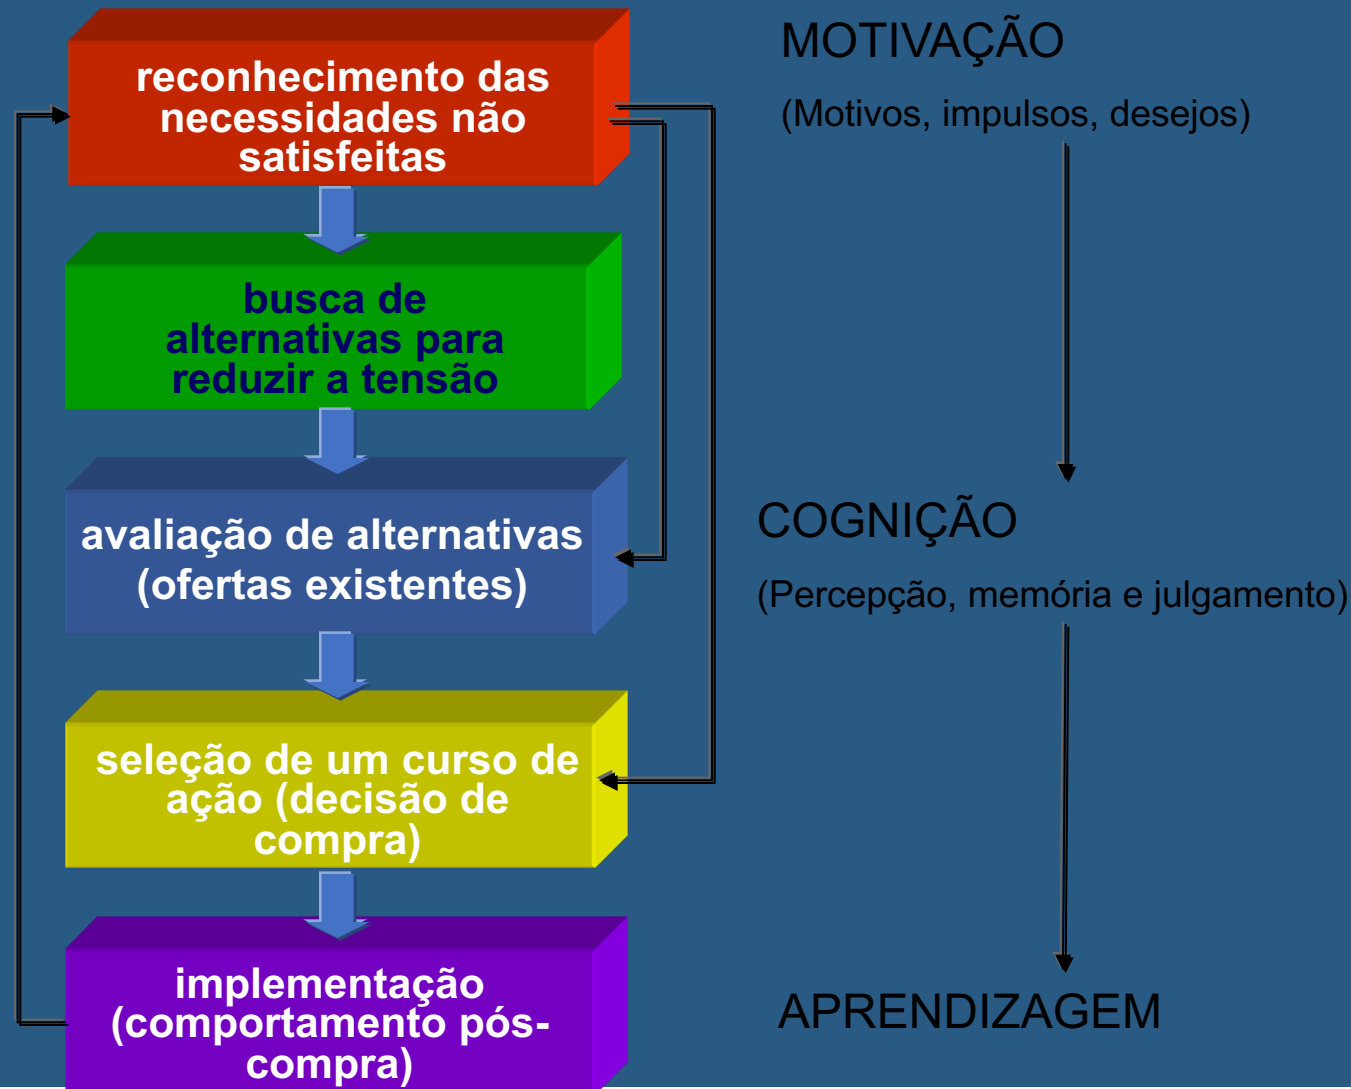 reconhecimento das
necessidades não
satisfeitas
MOTIVAÇÃO
(Motivos, impulsos, desejos)
busca de
alternativas para
reduzir a tensão
avaliação de alternativas
(ofertas existentes)
COGNIÇÃO
(Percepção, memória e julgamento)
seleção de um curso de
ação (decisão de
compra)
implementação
(comportamento pós-
compra)
APRENDIZAGEM